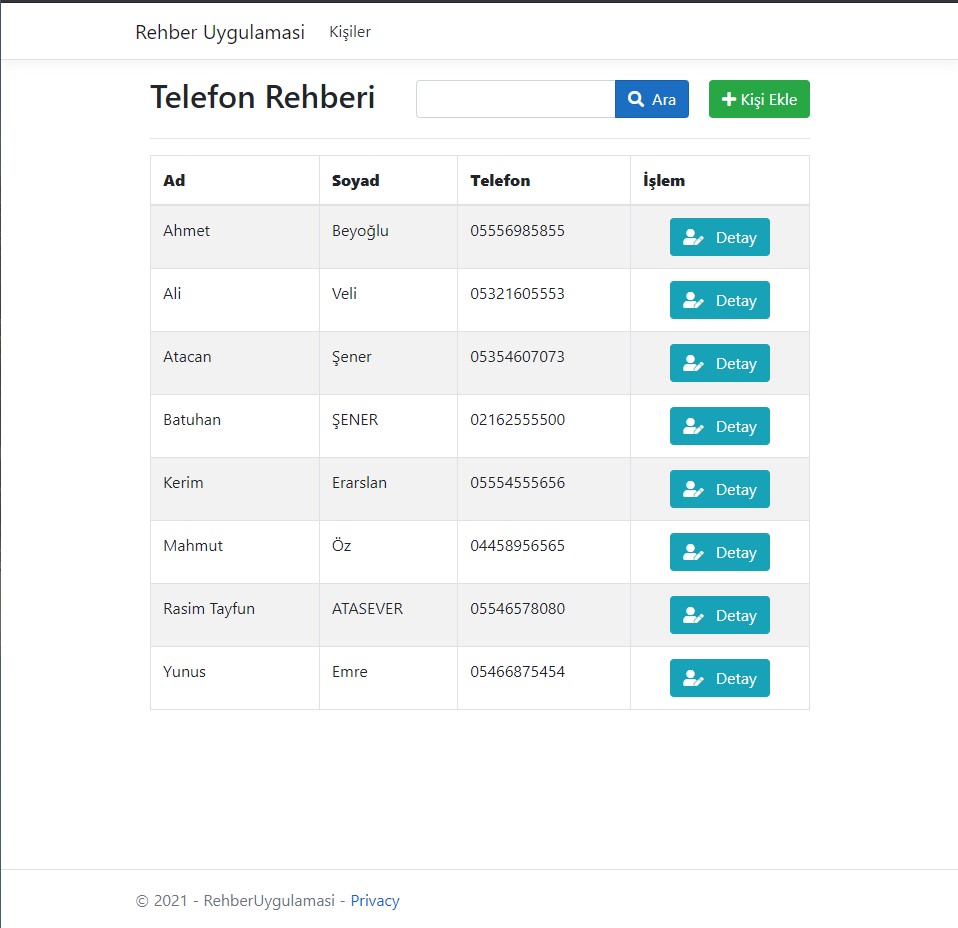 Rehber Uygulamasi Kişiler
Telefon Rehberi Ara Kişi Ekle
Ad Soyad Telefon İşlem
Ahmet Beyoğlu 05556985855 Detay
Ali Veli 05321605553 Detay
Atacan Şener 05354607073 Detay
Batuhan ŞENER 02162555500 Detay
Kerim Erarslan 05554555656 Detay
Mahmut Öz 04458956565 Detay
Rasim Tayfun ATASEVER 05546578080 Detay
Yunus Emre 05466875454 Detay
© 2021 - RehberUygulamasi - Privacy